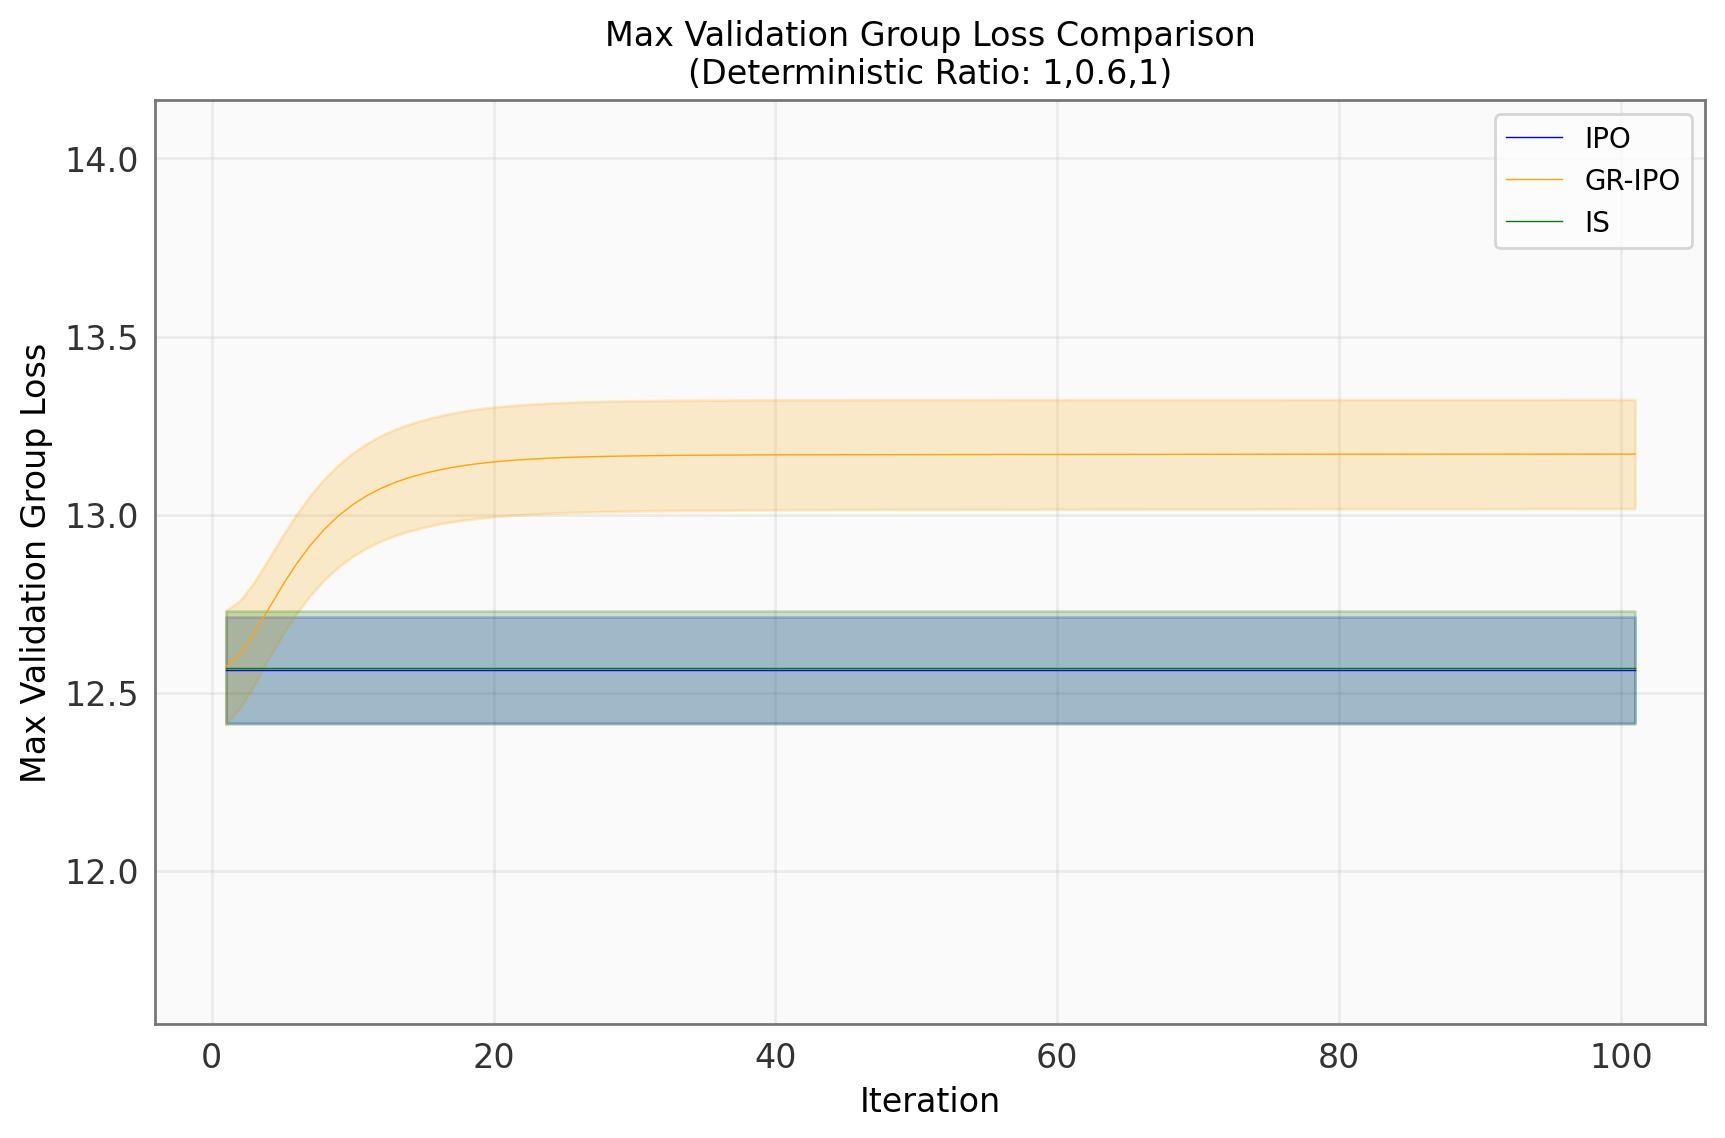 Max Validation Group Loss Comparison
(Deterministic Ratio: 1,0.6,1)
IPO
GR-IPO
IS
Max Validation Group Loss
14.0
13.5
13.0
12.5
12.0
0 20 40 60 80 100
Iteration